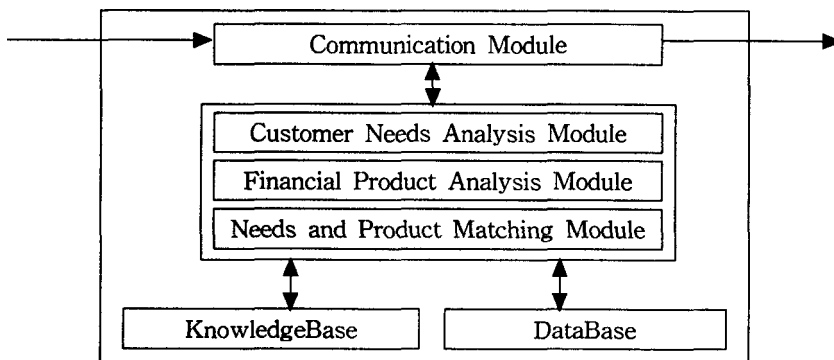 Communication Module
Customer Needs Analysis Module
Financial Product Analysis Module
Needs and Product Matching Module
KnowledgeBase
DataBase